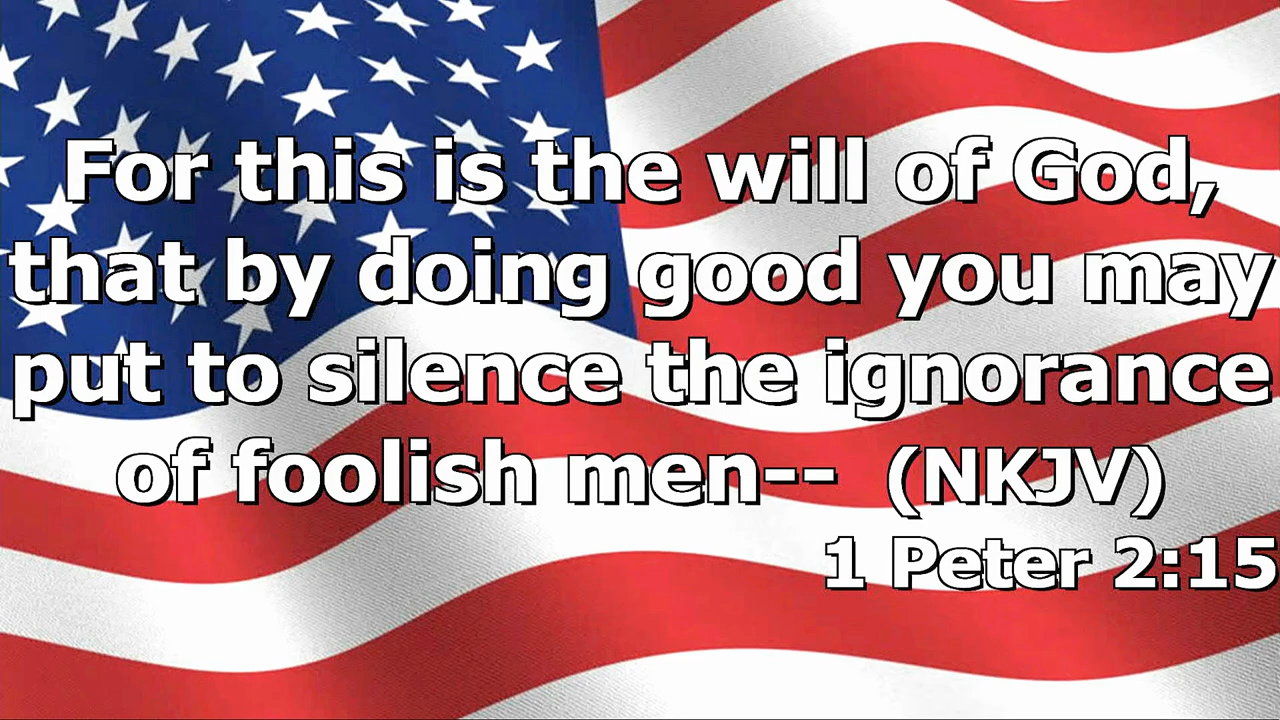 For this is the will of God,
that by doing good you may
put to silence the ignorance
of foolish men-- (NKJV)
1 Peter 2:15